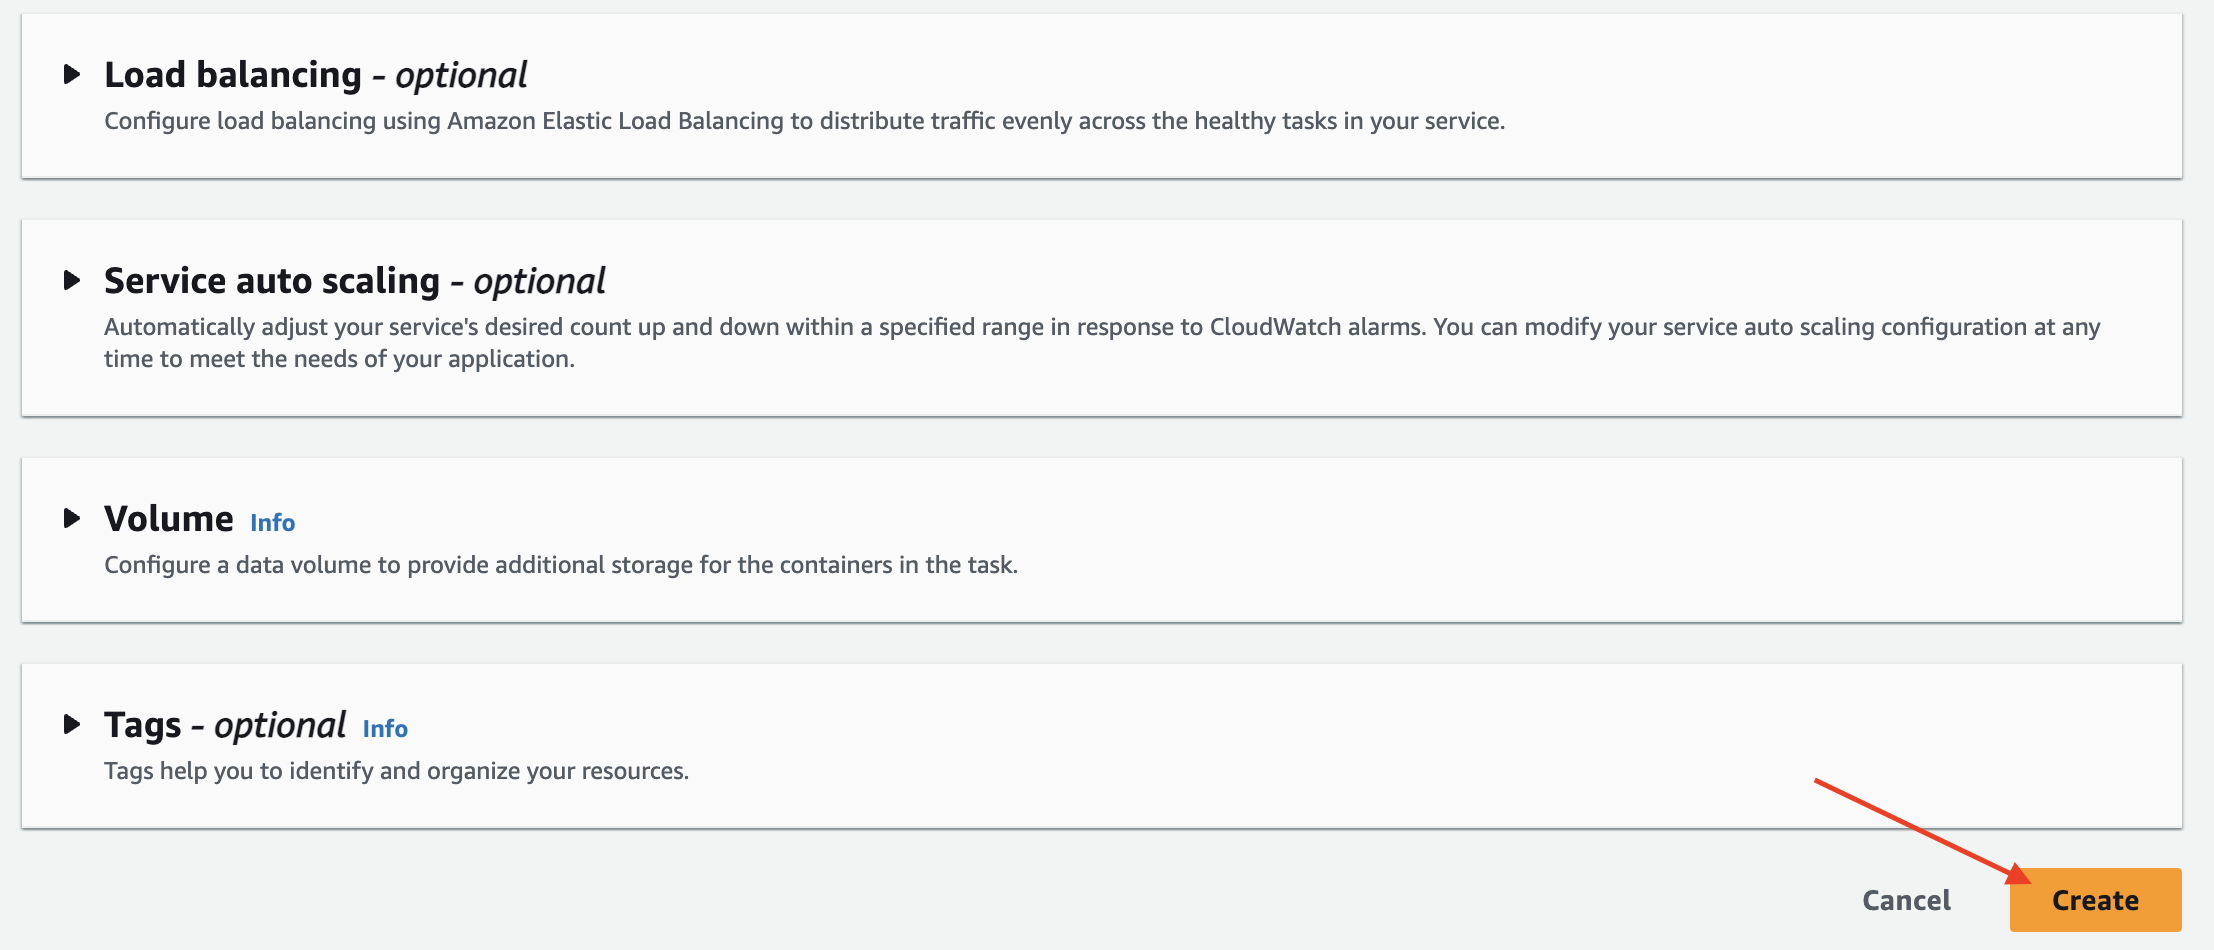 Load balancing - optional
Configure load balancing using Amazon Elastic Load Balancing to distribute traffic evenly across the healthy tasks in your service.
Service auto scaling - optional
Automatically adjust your service's desired count up and down within a specified range in response to CloudWatch alarms. You can modify your service auto scaling configuration at any
time to meet the needs of your application.
Volume Info
Configure a data volume to provide additional storage for the containers in the task.
Tags - optional Info
Tags help you to identify and organize your resources.
Cancel Create